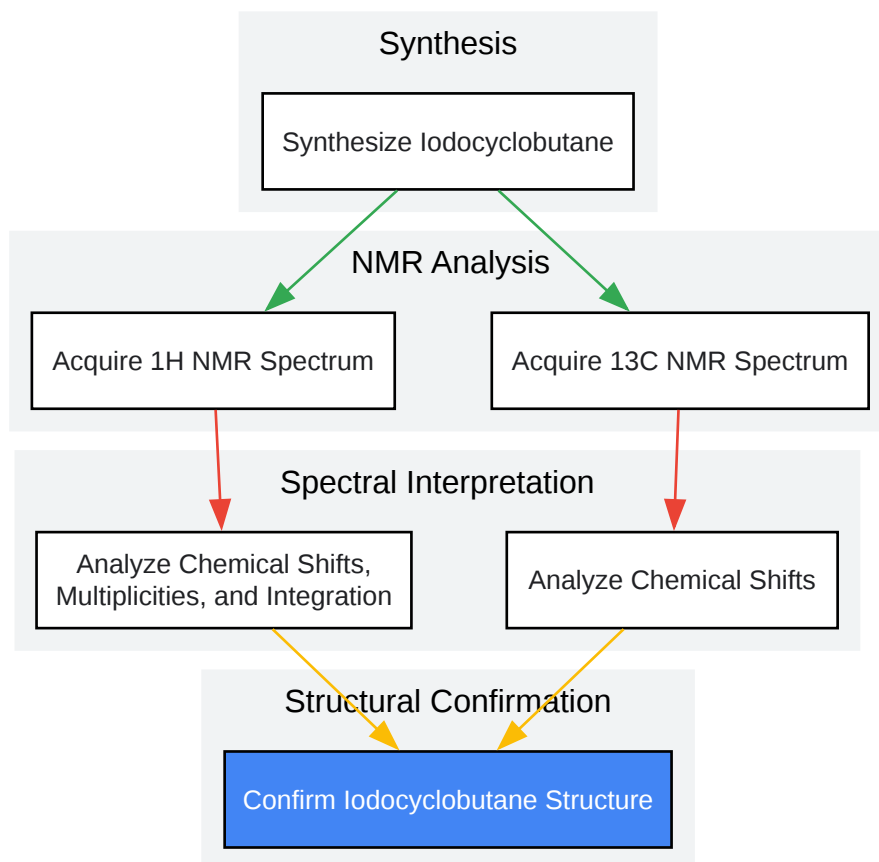 Synthesis
Synthesize Iodocyclobutane
NMR Analysis
Acquire 1H NMR Spectrum
Acquire 13C NMR Spectrum
Spectral Interpretation
Analyze Chemical Shifts,
Multiplicities, and Integration
Analyze Chemical Shifts
Structural Confirmation
Confirm Iodocyclobutane Structure